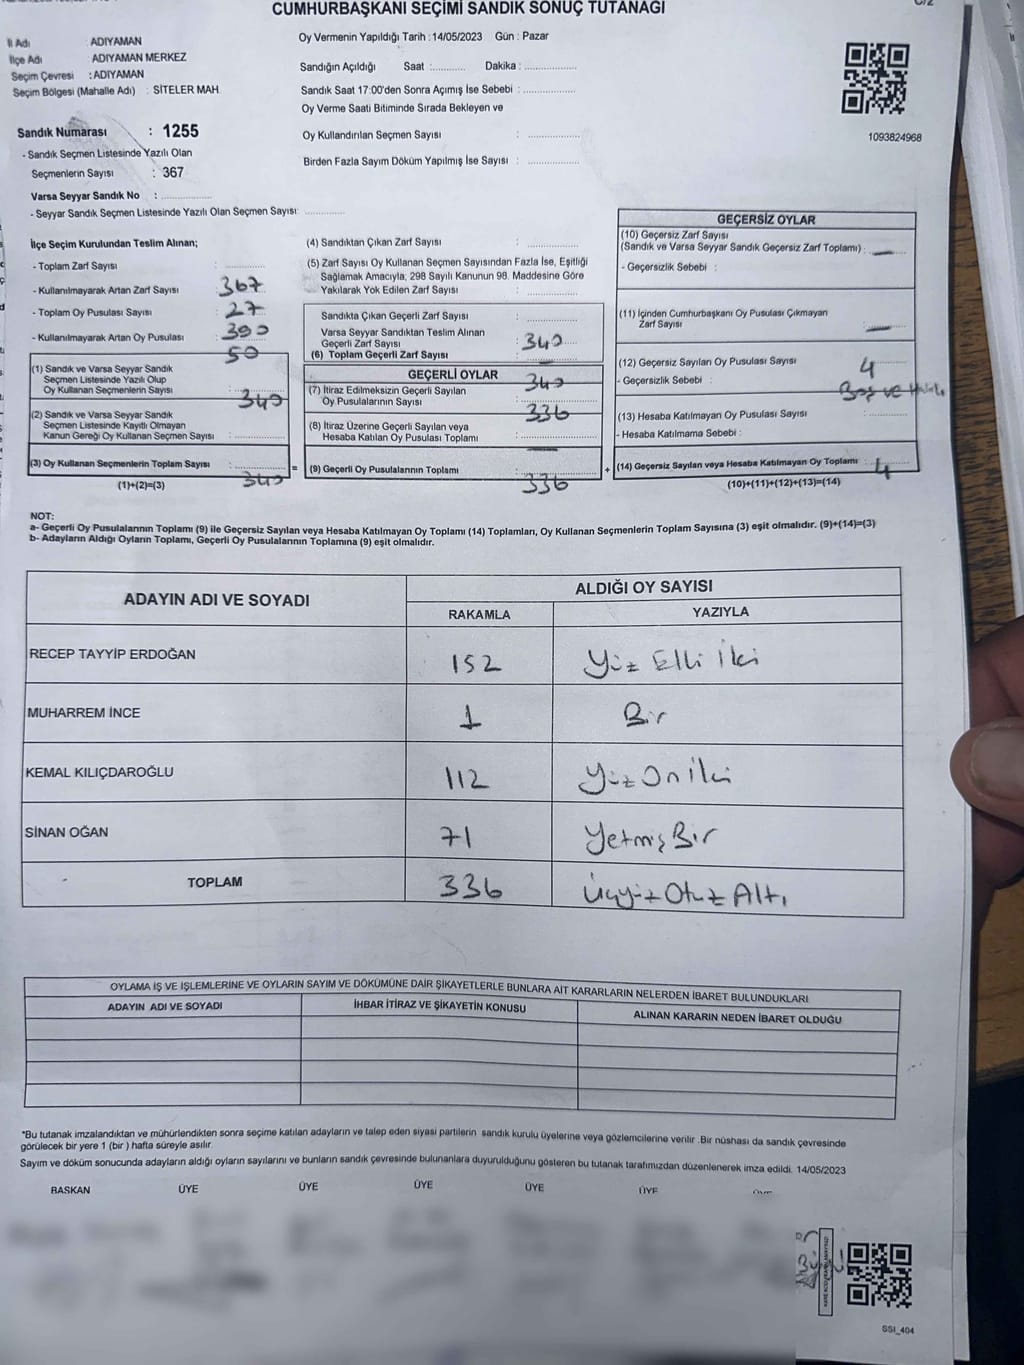 CUMHURBAŞKANI SEÇİMİ SANDIK SONUÇ TUTANAĞI
İl Adı : ADIYAMAN
İlçe Adı : ADIYAMAN MERKEZ
Seçim Çevresi : ADIYAMAN
Seçim Bölgesi (Mahalle Adı) : SİTELER MAH.
Oy Vermenin Yapıldığı Tarih : 14/05/2023 Gün : Pazar
Sandığın Açıldığı Saat :........... Dakika :................
Sandık Saat 17:00'den Sonra Açımış İse Sebebi :................
Oy Verme Saati Bitiminde Sırada Bekleyen ve
Oy Kullandırılan Seçmen Sayısı :................
Birden Fazla Sayım Döküm Yapılmış İse Sayısı :................
1093824968
Sandık Numarası : 1255
- Sandık Seçmen Listesinde Yazılı Olan
Seçmenlerin Sayısı : 367
Varsa Seyyar Sandık No :................
- Seyyar Sandık Seçmen Listesinde Yazılı Olan Seçmen Sayısı: ............
İlçe Seçim Kurulundan Teslim Alınan;
- Toplam Zarf Sayısı :
367
- Kullanılmayarak Artan Zarf Sayısı :
27
- Toplam Oy Pusulası Sayısı :
390
- Kullanılmayarak Artan Oy Pusulası :
50
(1) Sandık ve Varsa Seyyar Sandık
Seçmen Listesinde Yazılı Olup
Oy Kullanan Seçmenlerin Sayısı :
340
(2) Sandık ve Varsa Seyyar Sandık
Seçmen Listesinde Kayıtlı Olmayan
Kanun Gereği Oy Kullanan Seçmen Sayısı :
(3) Oy Kullanan Seçmenlerin Toplam Sayısı :
340
(1)+(2)=(3)
=
(4) Sandıktan Çıkan Zarf Sayısı :
(5) Zarf Sayısı Oy Kullanan Seçmen Sayısından Fazla İse, Eşitliği
Sağlamak Amacıyla, 298 Sayılı Kanunun 98. Maddesine Göre
Yakılarak Yok Edilen Zarf Sayısı :
Sandıkta Çıkan Geçerli Zarf Sayısı :
Varsa Seyyar Sandıktan Teslim Alınan
Geçerli Zarf Sayısı :
340
(6) Toplam Geçerli Zarf Sayısı :
GEÇERLİ OYLAR
340
(7) İtiraz Edilmeksizin Geçerli Sayılan
Oy Pusulalarının Sayısı :
336
(8) İtiraz Üzerine Geçerli Sayılan veya
Hesaba Katılan Oy Pusulası Toplamı :
(9) Geçerli Oy Pusulalarının Toplamı :
336
+
GEÇERSİZ OYLAR
(10) Geçersiz Zarf Sayısı
(Sandık ve Varsa Seyyar Sandık Geçersiz Zarf Toplamı) :
- Geçersizlik Sebebi :
(11) İçinden Cumhurbaşkanı Oy Pusulası Çıkmayan
Zarf Sayısı :
(12) Geçersiz Sayılan Oy Pusulası Sayısı :
4
- Geçersizlik Sebebi :
Boş ve
(13) Hesaba Katılmayan Oy Pusulası Sayısı :
- Hesaba Katılmama Sebebi :
(14) Geçersiz Sayılan veya Hesaba Katılmayan Oy Toplamı :
4
(10)+(11)+(12)+(13)=(14)
NOT:
a- Geçerli Oy Pusulalarının Toplamı (9) ile Geçersiz Sayılan veya Hesaba Katılmayan Oy Toplamı (14) Toplamları, Oy Kullanan Seçmenlerin Toplam Sayısına (3) eşit olmalıdır. (9)+(14)=(3)
b- Adayların Aldığı Oyların Toplamı, Geçerli Oy Pusulalarının Toplamına (9) eşit olmalıdır.
ADAYIN ADI VE SOYADI
ALDIĞI OY SAYISI
RAKAMLA YAZIYLA
RECEP TAYYİP ERDOĞAN 152 Yüz Elli İki
MUHARREM İNCE 1 Bir
KEMAL KILIÇDAROĞLU 112 Yüz On İki
SİNAN OĞAN 71 Yetmiş Bir
TOPLAM 336 Üçyüz Otuz Altı
OYLAMA İŞ VE İŞLEMLERİNE VE OYLARIN SAYIM VE DÖKÜMÜNE DAİR ŞİKAYETLERLE BUNLARA AİT KARARLARIN NELERDEN İBARET BULUNDUKLARI
ADAYIN ADI VE SOYADI İHBAR İTİRAZ VE ŞİKAYETİN KONUSU ALINAN KARARIN NEDEN İBARET OLDUĞU
*Bu tutanak imzalandıktan ve mühürlendikten sonra seçime katılan adayların ve talep eden siyasi partilerin sandık kurulu üyelerine veya gözlemcilerine verilir .Bir nüshası da sandık çevresinde
görülecek bir yere 1 (bir ) hafta süreyle asılır.
Sayım ve döküm sonucunda adayların aldığı oyların sayılarını ve bunların sandık çevresinde bulunanlara duyurulduğunu gösteren bu tutanak tarafımızdan düzenlenerek imza edildi. 14/05/2023
BAŞKAN ÜYE ÜYE ÜYE ÜYE ÜYE
SSI_404